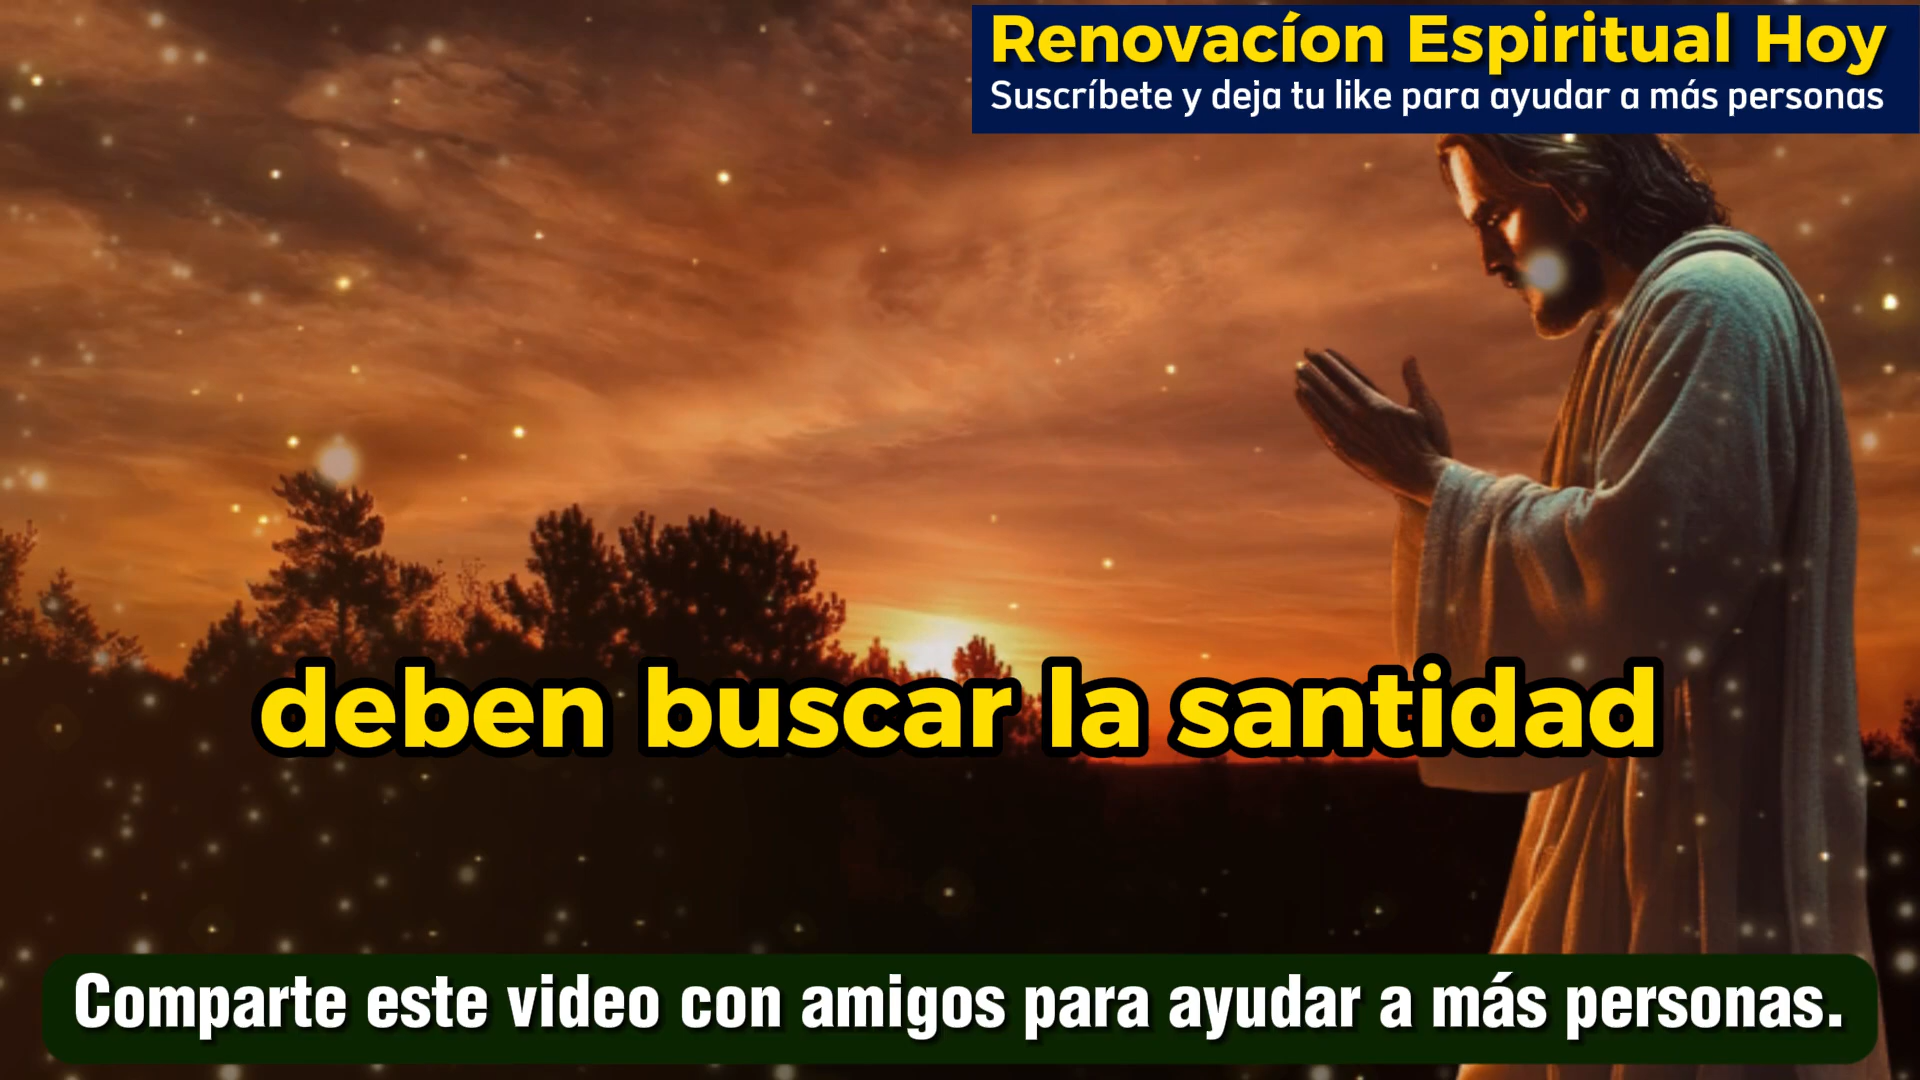 Renovacíon Espiritual Hoy
Suscríbete y deja tu like para ayudar a más personas
deben buscar la santidad
Comparte este video con amigos para ayudar a más personas.